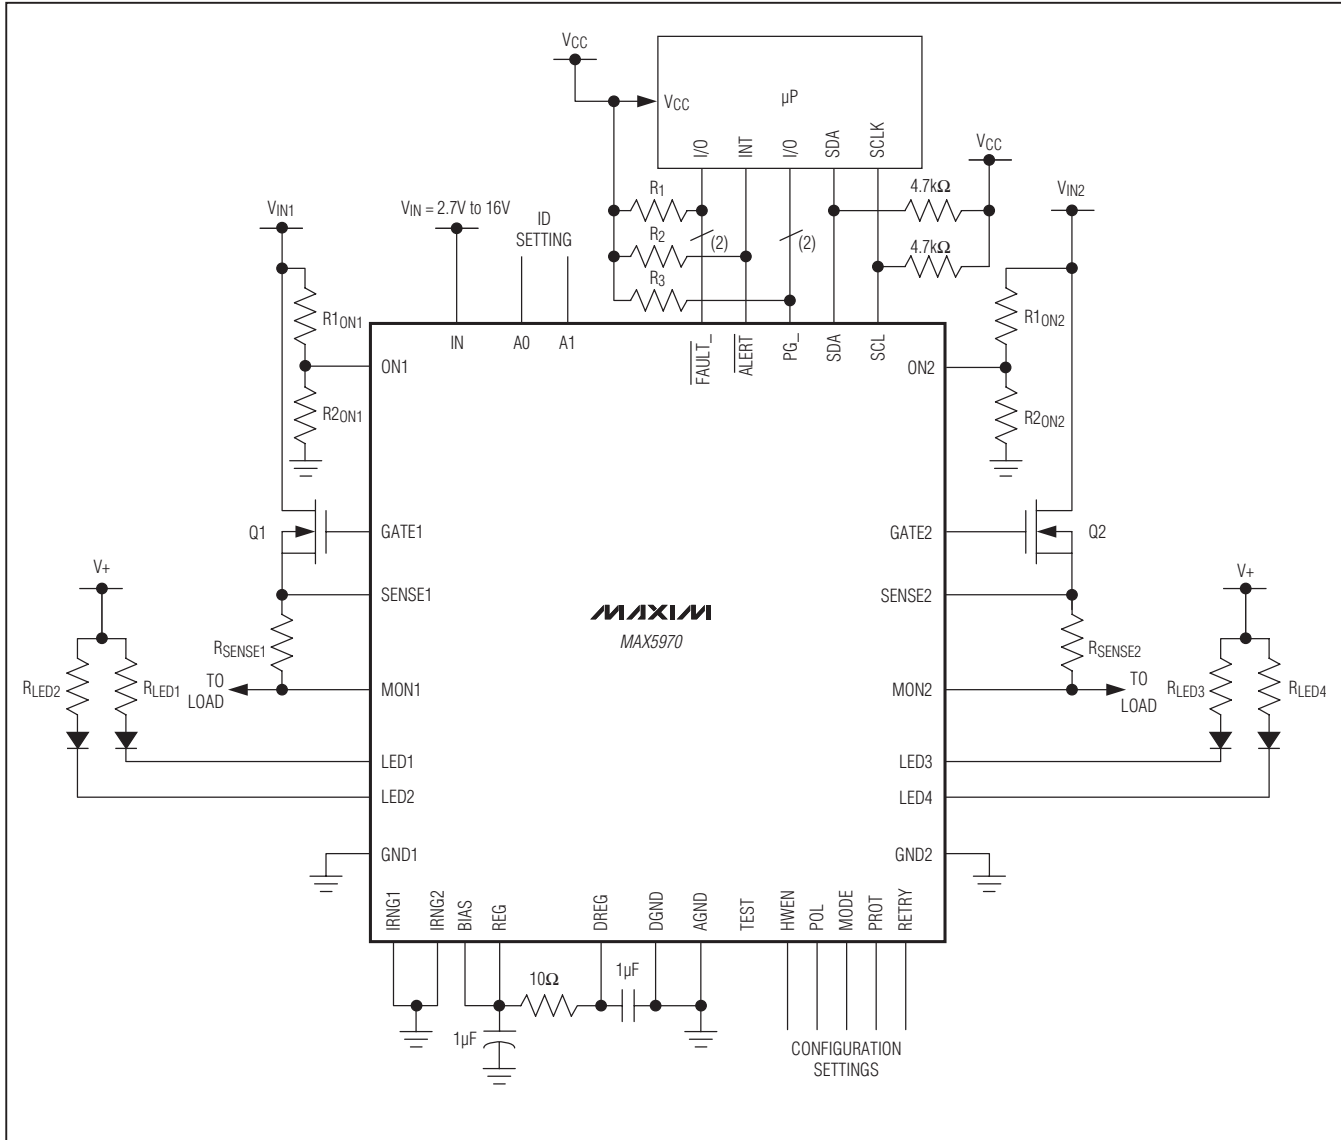 VCC
VCC
µP
I/O
INT
I/O
SDA
SCLK
VCC
R1
4.7kΩ
VIN1
VIN = 2.7V to 16V
ID
SETTING
R2
(2)
(2)
4.7kΩ
VIN2
R3
R1ON1
IN
A0
A1
FAULT_
ALERT
PG_
SDA
SCL
R1ON2
ON1
ON2
R2ON1
R2ON2
Q1
GATE1
GATE2
Q2
V+
SENSE1
SENSE2
V+
MAXIM
MAX5970
RSENSE1
RSENSE2
RLED2
RLED1
TO
LOAD
MON1
MON2
TO
LOAD
RLED3
RLED4
LED1
LED3
LED2
LED4
GND1
GND2
IRNG1
IRNG2
BIAS
REG
DREG
DGND
AGND
TEST
HWEN
POL
MODE
PROT
RETRY
10Ω
1µF
1µF
CONFIGURATION
SETTINGS